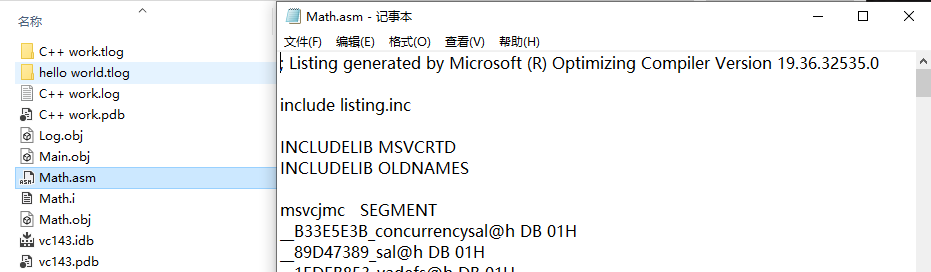 名称
C++ work.tlog
hello world.tlog
C++ work.log
C++ work.pdb
Log.obj
Main.obj
Math.asm
Math.i
Math.obj
vc143.idb
vc143.pdb
Math.asm - 记事本
文件(F) 编辑(E) 格式(O) 查看(V) 帮助(H)
; Listing generated by Microsoft (R) Optimizing Compiler Version 19.36.32535.0
include listing.inc
INCLUDELIB MSVCRTD
INCLUDELIB OLDNAMES
msvcjmc SEGMENT
__B33E5E3B_concurrencysal@h DB 01H
__89D47389_sal@h DB 01H